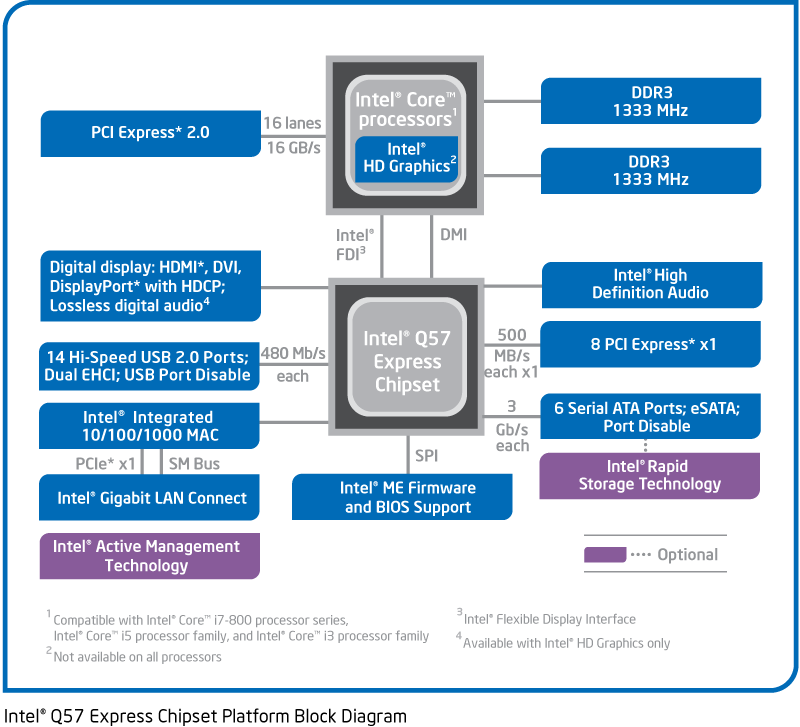 Intel® Core™
processors1
Intel®
HD Graphics2
PCI Express* 2.0
16 lanes
16 GB/s
DDR3
1333 MHz
DDR3
1333 MHz
Intel®
FDI3
DMI
Digital display: HDMI*, DVI,
DisplayPort* with HDCP;
Lossless digital audio4
Intel® High
Definition Audio
Intel® Q57
Express
Chipset
14 Hi-Speed USB 2.0 Ports;
Dual EHCI; USB Port Disable
480 Mb/s
each
500
MB/s
each x1
8 PCI Express* x1
Intel® Integrated
10/100/1000 MAC
3
Gb/s
each
6 Serial ATA Ports; eSATA;
Port Disable
PCIe* x1
SM Bus
SPI
Intel® Rapid
Storage Technology
Intel® Gigabit LAN Connect
Intel® ME Firmware
and BIOS Support
Intel® Active Management
Technology
Optional
1 Compatible with Intel® Core™ i7-800 processor series,
Intel® Core™ i5 processor family, and Intel® Core™ i3 processor family
2 Not available on all processors
3 Intel® Flexible Display Interface
4 Available with Intel® HD Graphics only
Intel® Q57 Express Chipset Platform Block Diagram